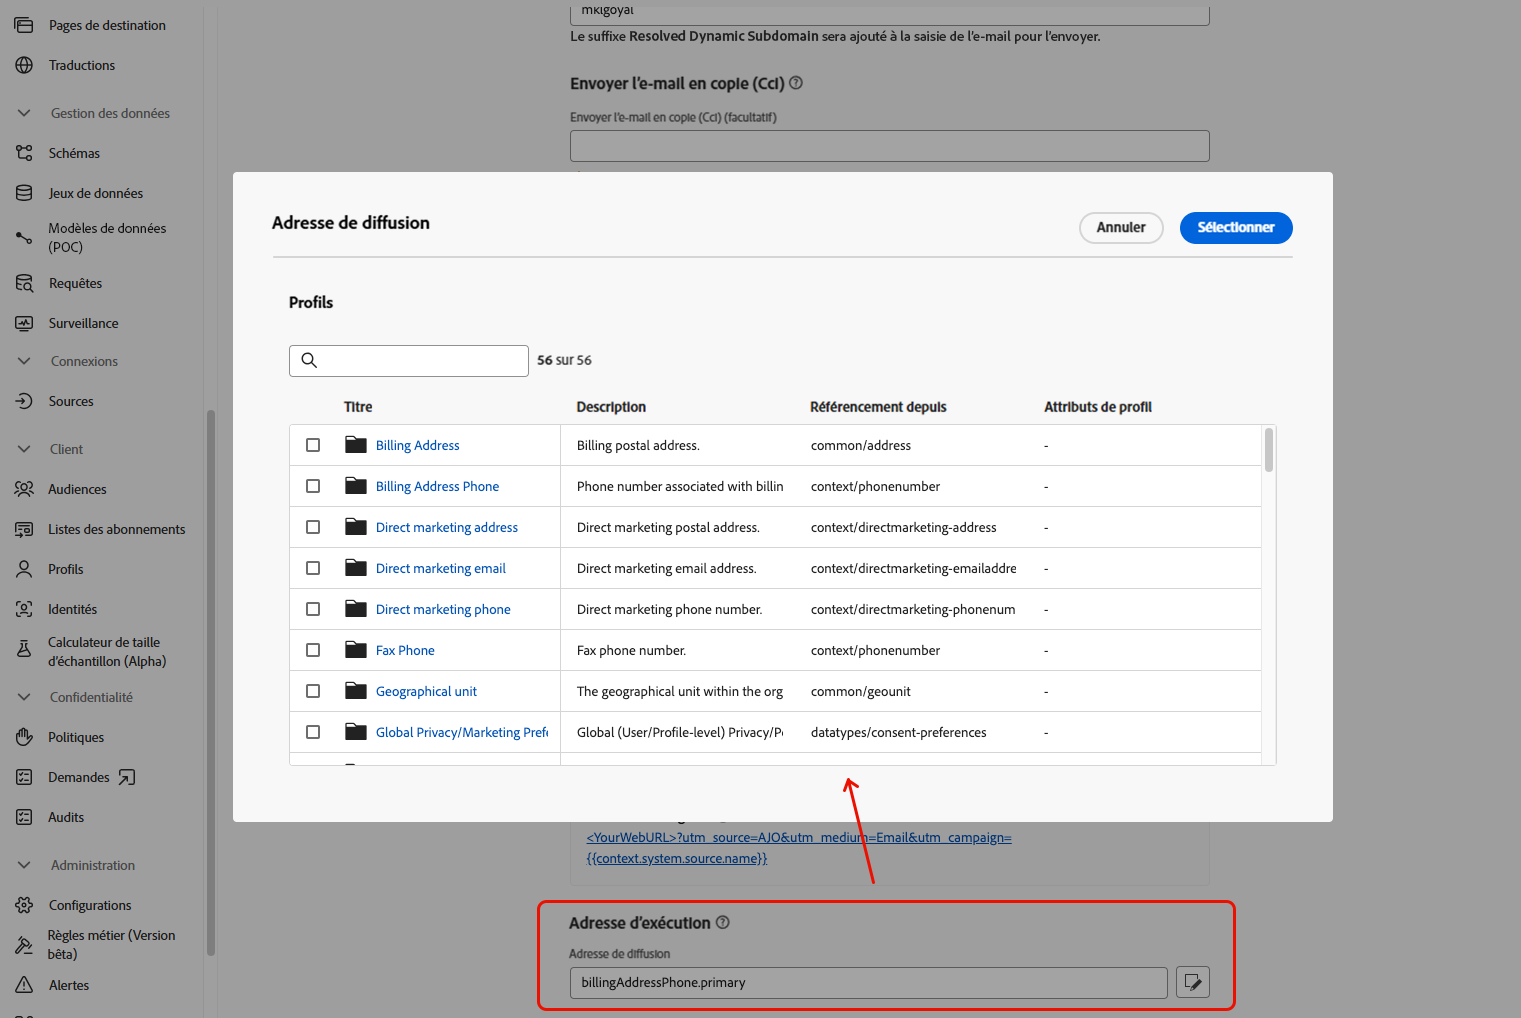 Pages de destination
Traductions
Gestion des données
Schémas
Jeux de données
Modèles de données
(POC)
Requêtes
Surveillance
Connexions
Sources
Client
Audiences
Listes des abonnements
Profils
Identités
Calculateur de taille
d'échantillon (Alpha)
Confidentialité
Politiques
Demandes
Audits
Administration
Configurations
Règles métier (Version
bêta)
Alertes
mklgoyal
Le suffixe Resolved Dynamic Subdomain sera ajouté à la saisie de l'e-mail pour l'envoyer.
Envoyer l'e-mail en copie (Cci)
Envoyer l'e-mail en copie (Cci) (facultatif)
Adresse de diffusion
Annuler
Sélectionner
Profils
56 sur 56
Titre Description Référencement depuis Attributs de profil
Billing Address Billing postal address. common/address -
Billing Address Phone Phone number associated with billin context/phonenumber -
Direct marketing address Direct marketing postal address. context/directmarketing-address -
Direct marketing email Direct marketing email address. context/directmarketing-emailaddre -
Direct marketing phone Direct marketing phone number. context/directmarketing-phonenum -
Fax Phone Fax phone number. context/phonenumber -
Geographical unit The geographical unit within the org common/geounit -
Global Privacy/Marketing Prefe Global (User/Profile-level) Privacy/P datatypes/consent-preferences -
<YourWebURL>?utm_source=AJO&utm_medium=Email&utm_campaign=
{{context.system.source.name}}
Adresse d'exécution
Adresse de diffusion
billingAddressPhone.primary